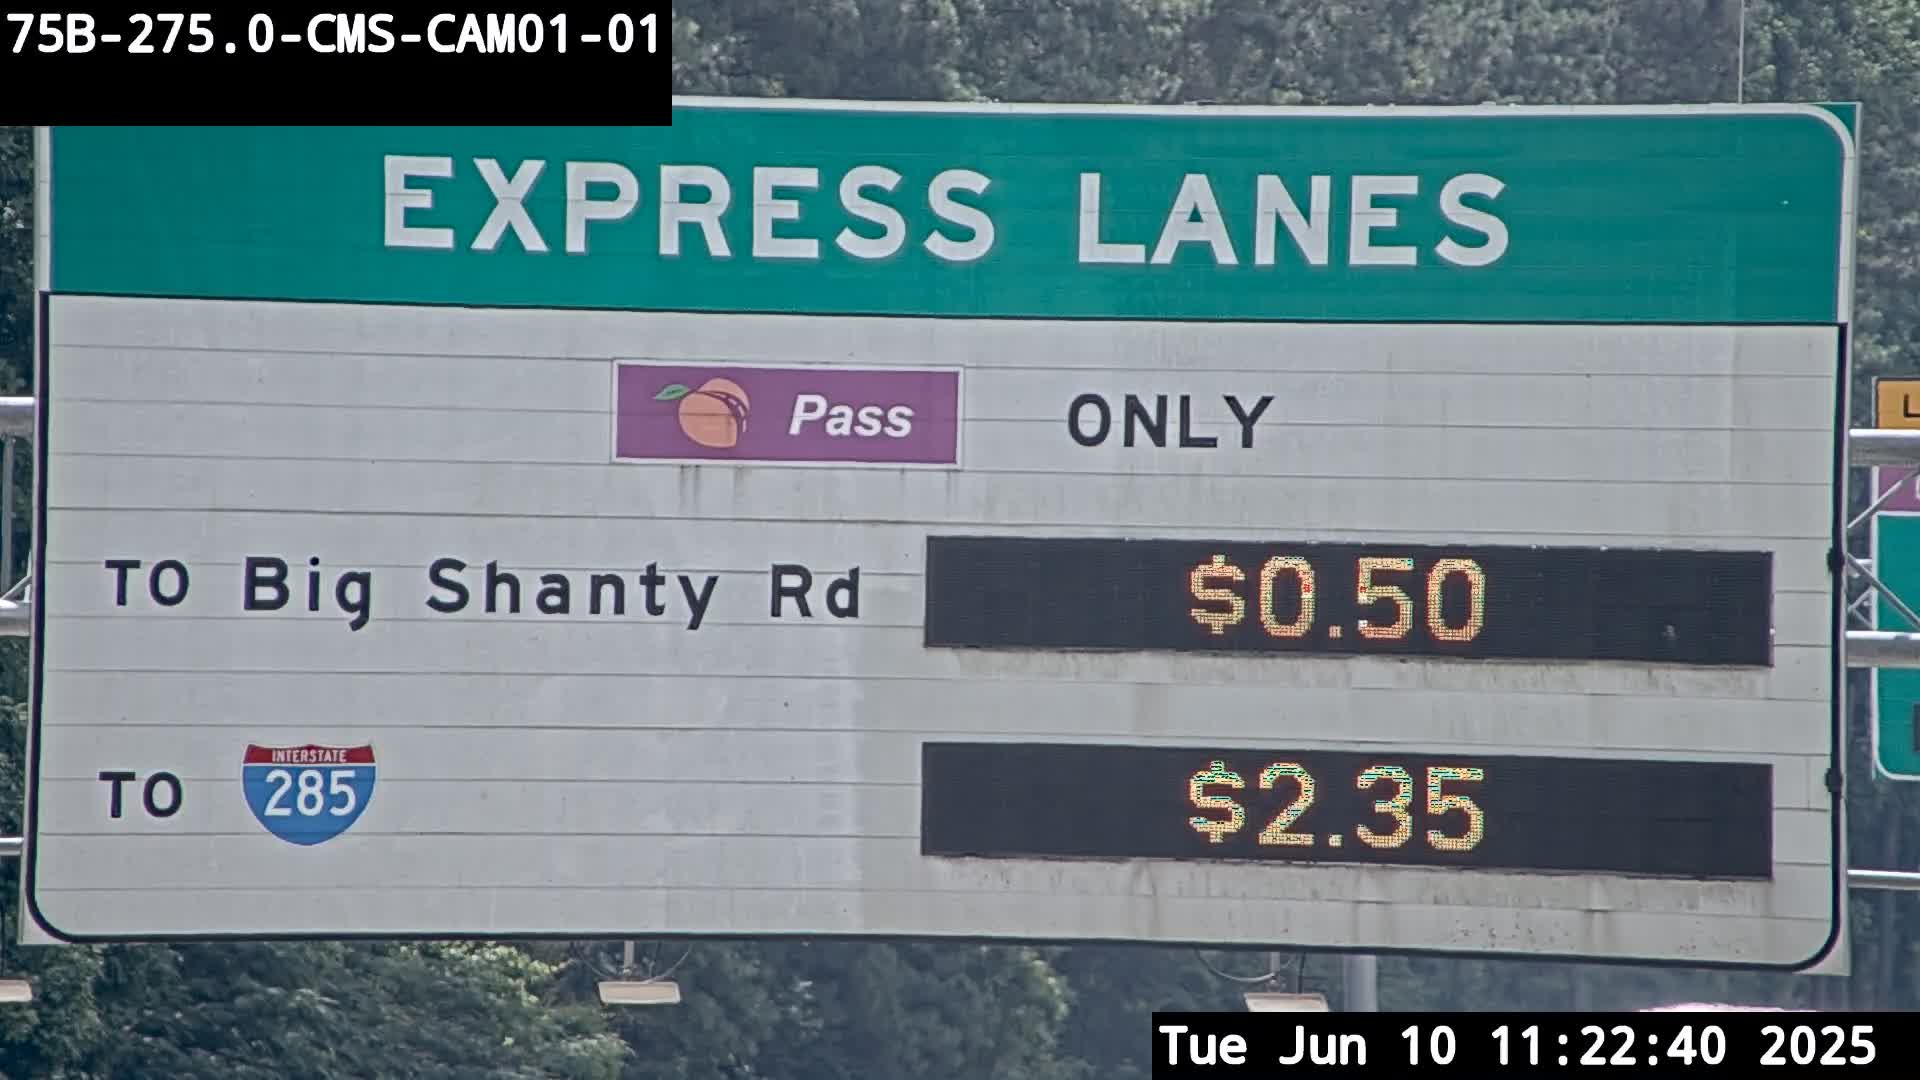 75B-275.0-CMS-CAM01-01
EXPRESS LANES
Pass ONLY
TO Big Shanty Rd $0.50
TO INTERSTATE 285 $2.35
Tue Jun 10 11:22:40 2025